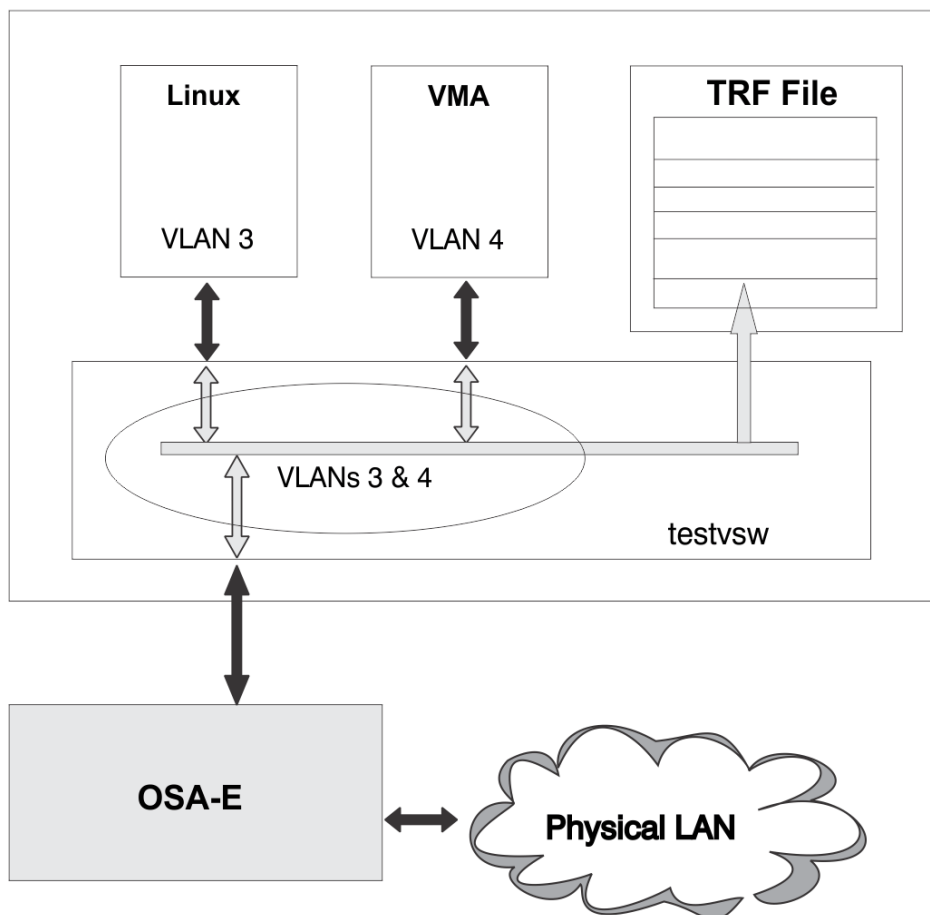 Linux
VLAN 3
VMA
VLAN 4
TRF File
VLANs 3 & 4
testvsw
OSA-E
Physical LAN